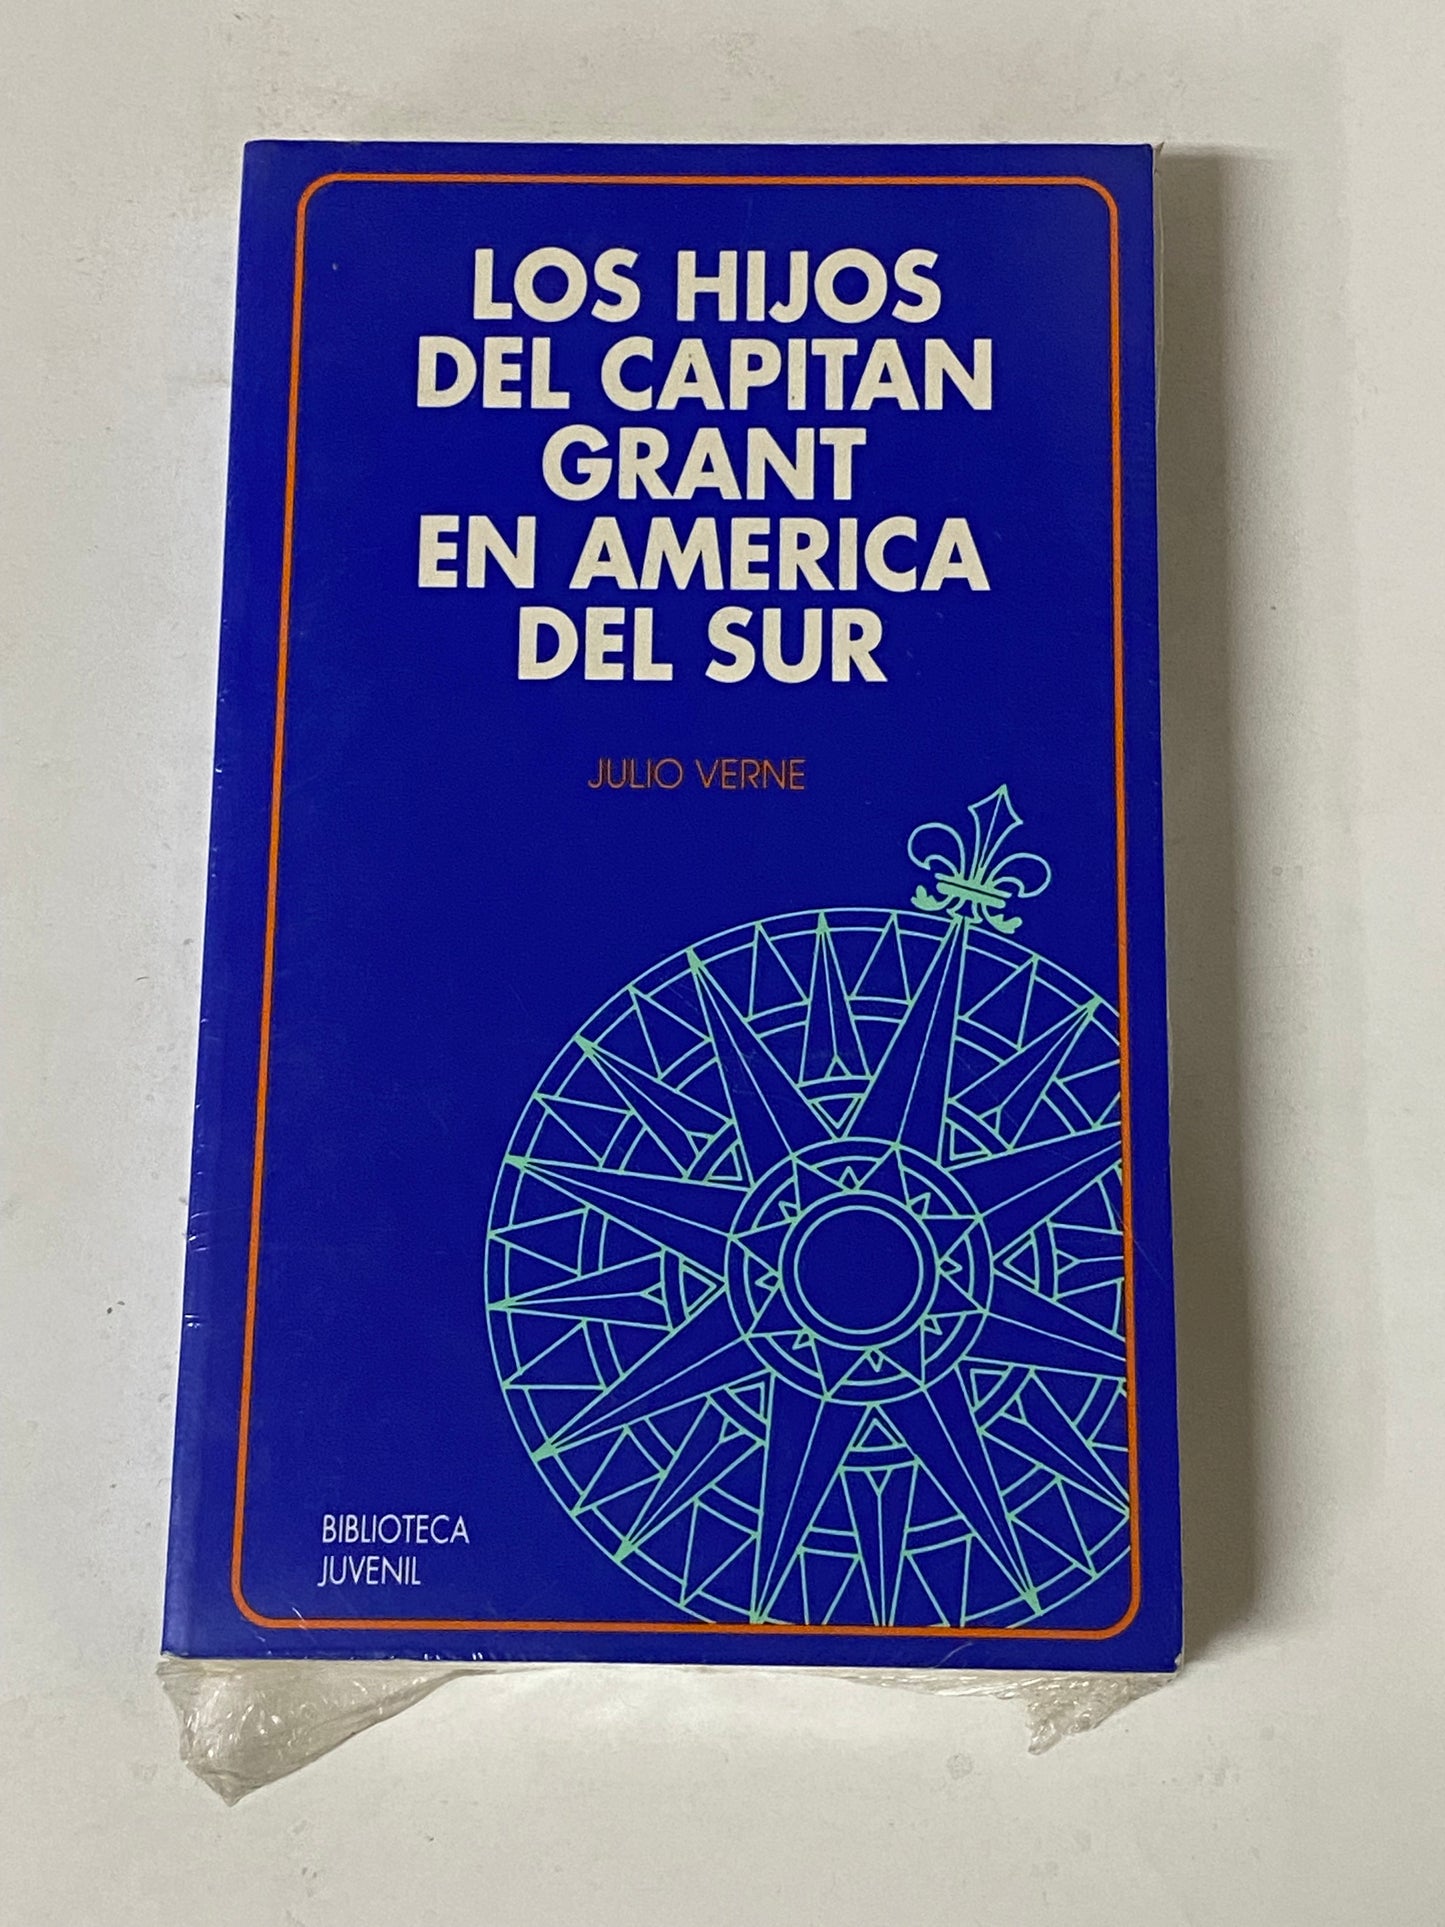 LOS HIJOS
DEL CAPITAN
GRANT
EN AMERICA
DEL SUR
JULIO VERNE
BIBLIOTECA
JUVENIL